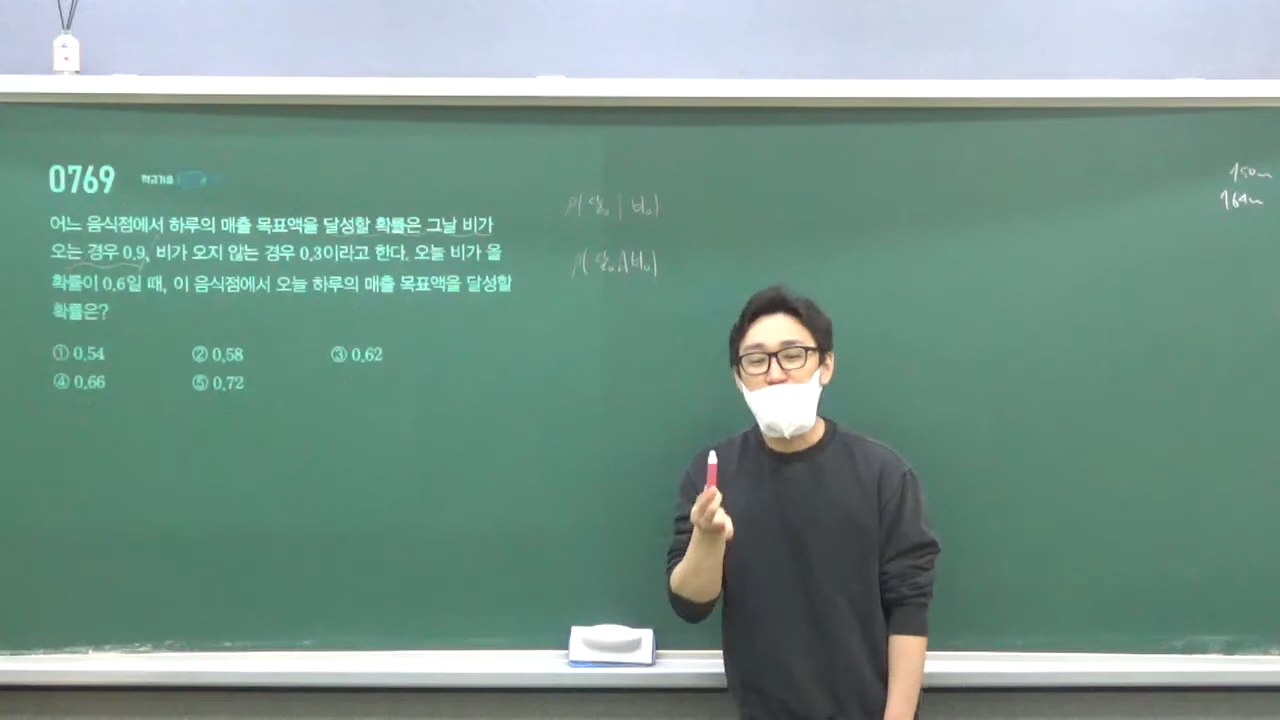 0769 학교기출
어느 음식점에서 하루의 매출 목표액을 달성할 확률은 그날 비가
오는 경우 0.9, 비가 오지 않는 경우 0.3이라고 한다. 오늘 비가 올
확률이 0.6일 때, 이 음식점에서 오늘 하루의 매출 목표액을 달성할
확률은?
① 0.54 ② 0.58 ③ 0.62
④ 0.66 ⑤ 0.72